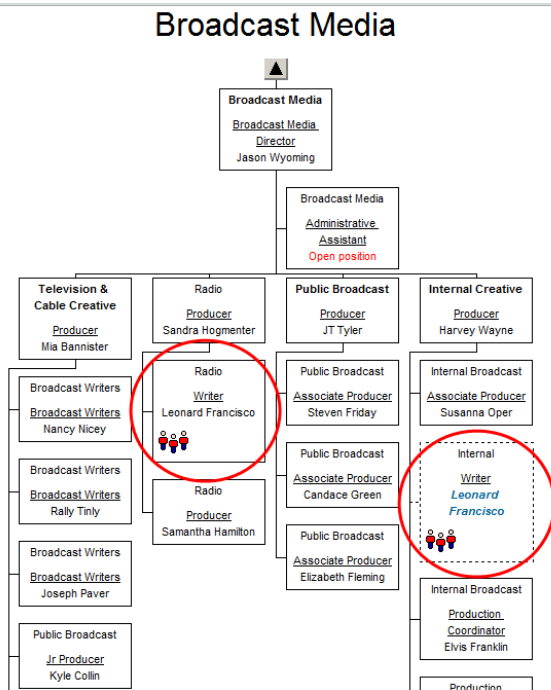 Broadcast Media
Broadcast Media
Broadcast Media
Director
Jason Wyoming
Broadcast Media
Administrative
Assistant
Open position
Television &
Cable Creative
Producer
Mia Bannister
Radio
Producer
Sandra Hogmenter
Public Broadcast
Producer
JT Tyler
Internal Creative
Producer
Harvey Wayne
Broadcast Writers
Broadcast Writers
Nancy Nicey
Broadcast Writers
Broadcast Writers
Rally Tinly
Broadcast Writers
Broadcast Writers
Joseph Paver
Public Broadcast
Jr Producer
Kyle Collin
Radio
Writer
Leonard Francisco
Radio
Producer
Samantha Hamilton
Public Broadcast
Associate Producer
Steven Friday
Public Broadcast
Associate Producer
Candace Green
Public Broadcast
Associate Producer
Elizabeth Fleming
Internal Broadcast
Associate Producer
Susanna Oper
Internal
Writer
Leonard
Francisco
Internal Broadcast
Production
Coordinator
Elvis Franklin
Production